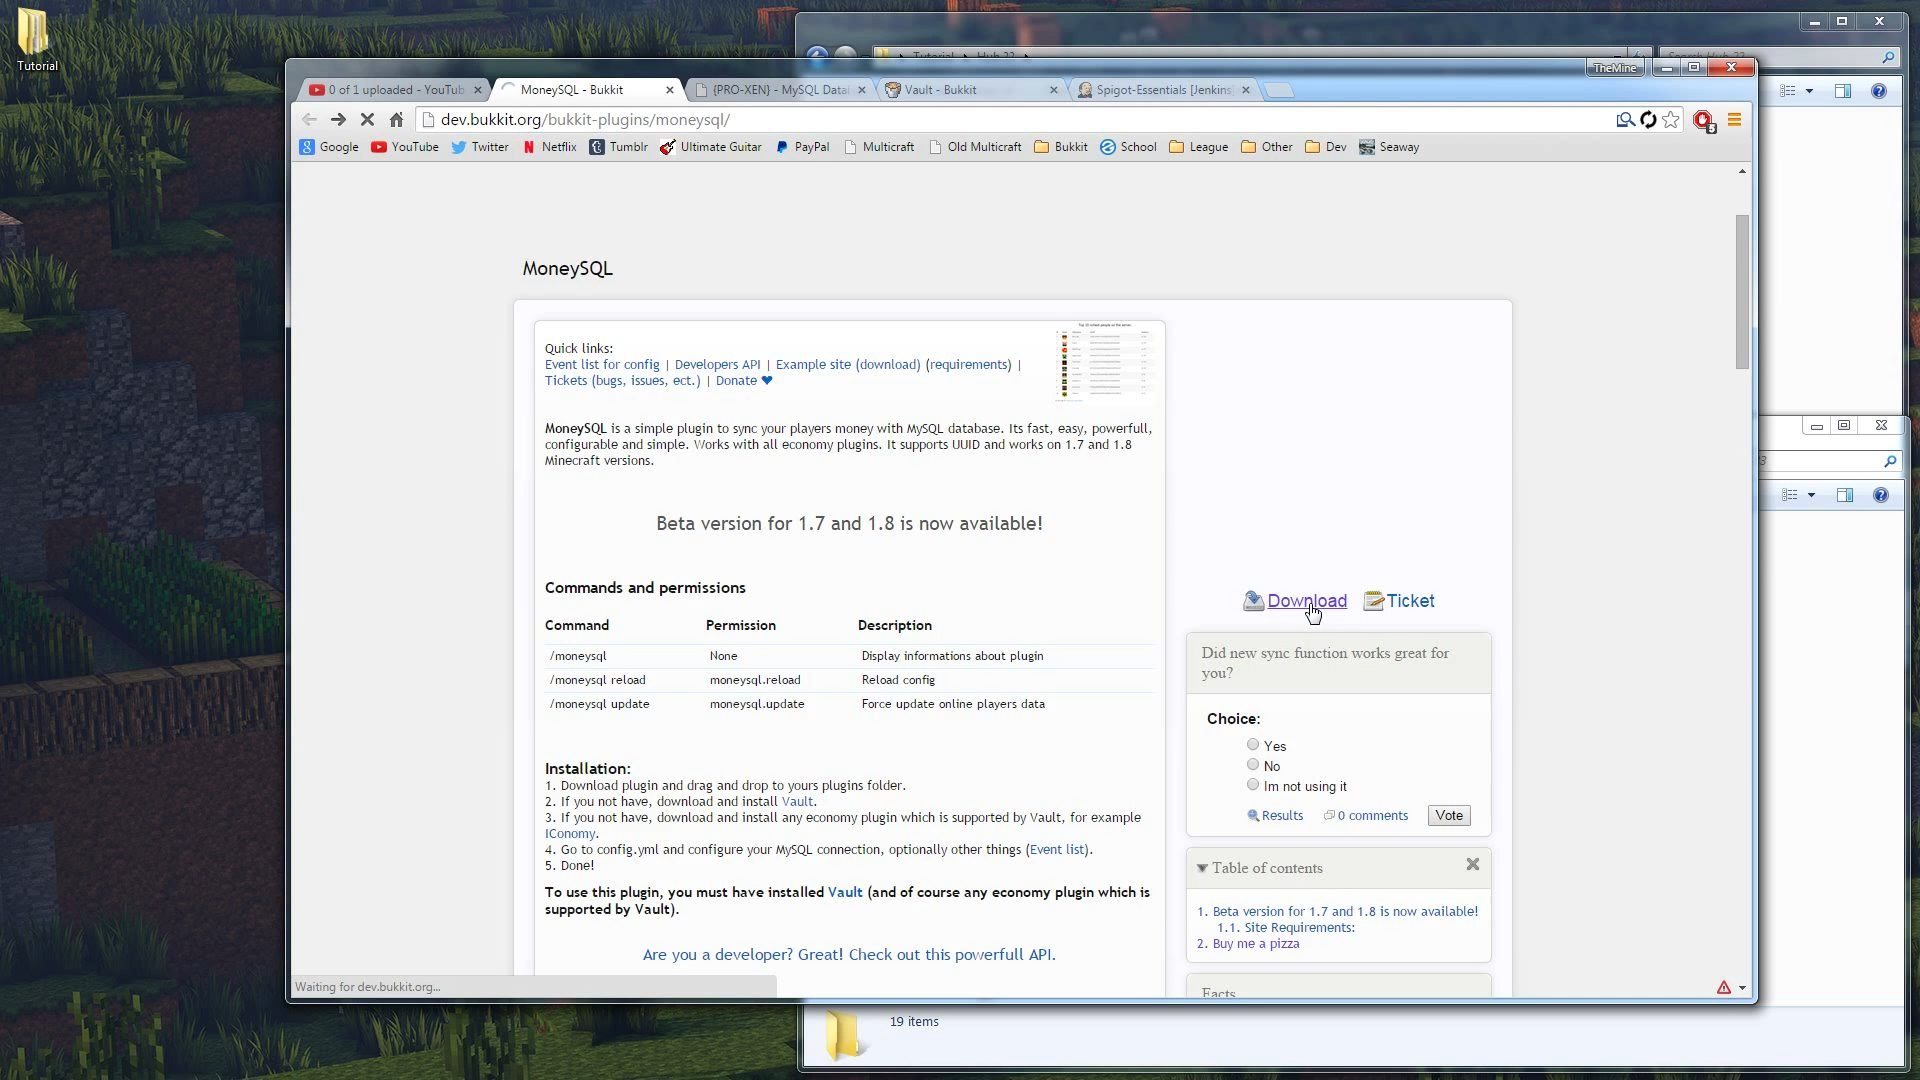 Tutorial
Tutorial
Hub 22
Search Hub 22
TheMine
0 of 1 uploaded - YouTub
MoneySQL - Bukkit
{PRO-XEN} - MySQL Datal
Vault - Bukkit
Spigot-Essentials [Jenkins]
dev.bukkit.org/bukkit-plugins/moneysql/
5
Google
YouTube
Twitter
Netflix
Tumblr
Ultimate Guitar
PayPal
Multicraft
Old Multicraft
Bukkit
School
League
Other
Dev
Seaway
MoneySQL
Quick links:
Event list for config | Developers API | Example site (download) (requirements) |
Tickets (bugs, issues, ect.) | Donate ♥
MoneySQL is a simple plugin to sync your players money with MySQL database. Its fast, easy, powerfull,
configurable and simple. Works with all economy plugins. It supports UUID and works on 1.7 and 1.8
Minecraft versions.
Beta version for 1.7 and 1.8 is now available!
Commands and permissions
Command Permission Description
/moneysql None Display informations about plugin
/moneysql reload moneysql.reload Reload config
/moneysql update moneysql.update Force update online players data
Installation:
1. Download plugin and drag and drop to yours plugins folder.
2. If you not have, download and install Vault.
3. If you not have, download and install any economy plugin which is supported by Vault, for example
IConomy.
4. Go to config.yml and configure your MySQL connection, optionally other things (Event list).
5. Done!
To use this plugin, you must have installed Vault (and of course any economy plugin which is
supported by Vault).
Are you a developer? Great! Check out this powerfull API.
Download
Ticket
Did new sync function works great for
you?
Choice:
Yes
No
Im not using it
Results
0 comments
Vote
Table of contents
1. Beta version for 1.7 and 1.8 is now available!
1.1. Site Requirements:
2. Buy me a pizza
Facts
Waiting for dev.bukkit.org...
19 items